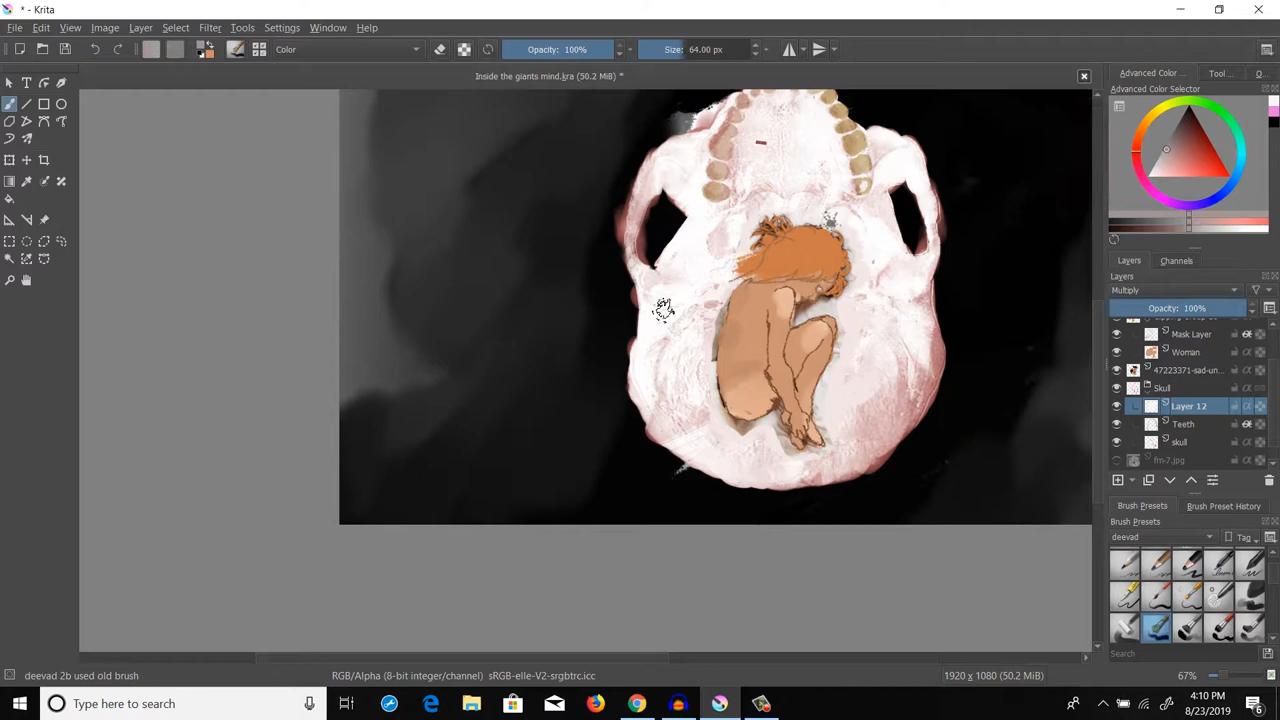 * - Krita
File Edit View Image Layer Select Filter Tools Settings Window Help
Color Opacity: 100% Size: 64.00 px
Inside the giants mind.kra (50.2 MiB) *
Advanced Color ... Tool ... O...
Advanced Color Selector
Layers Channels
Layers
Multiply
Opacity: 100%
Mask Layer
Woman
47223371-sad-un...
Skull
Layer 12
Teeth
skull
fm-7.jpg
Brush Presets Brush Preset History
Brush Presets
deevad Tag
Search
deevad 2b used old brush RGB/Alpha (8-bit integer/channel) sRGB-elle-V2-srgbtrc.icc 1920 x 1080 (50.2 MiB) 67%
Type here to search
4:10 PM
8/23/2019
6